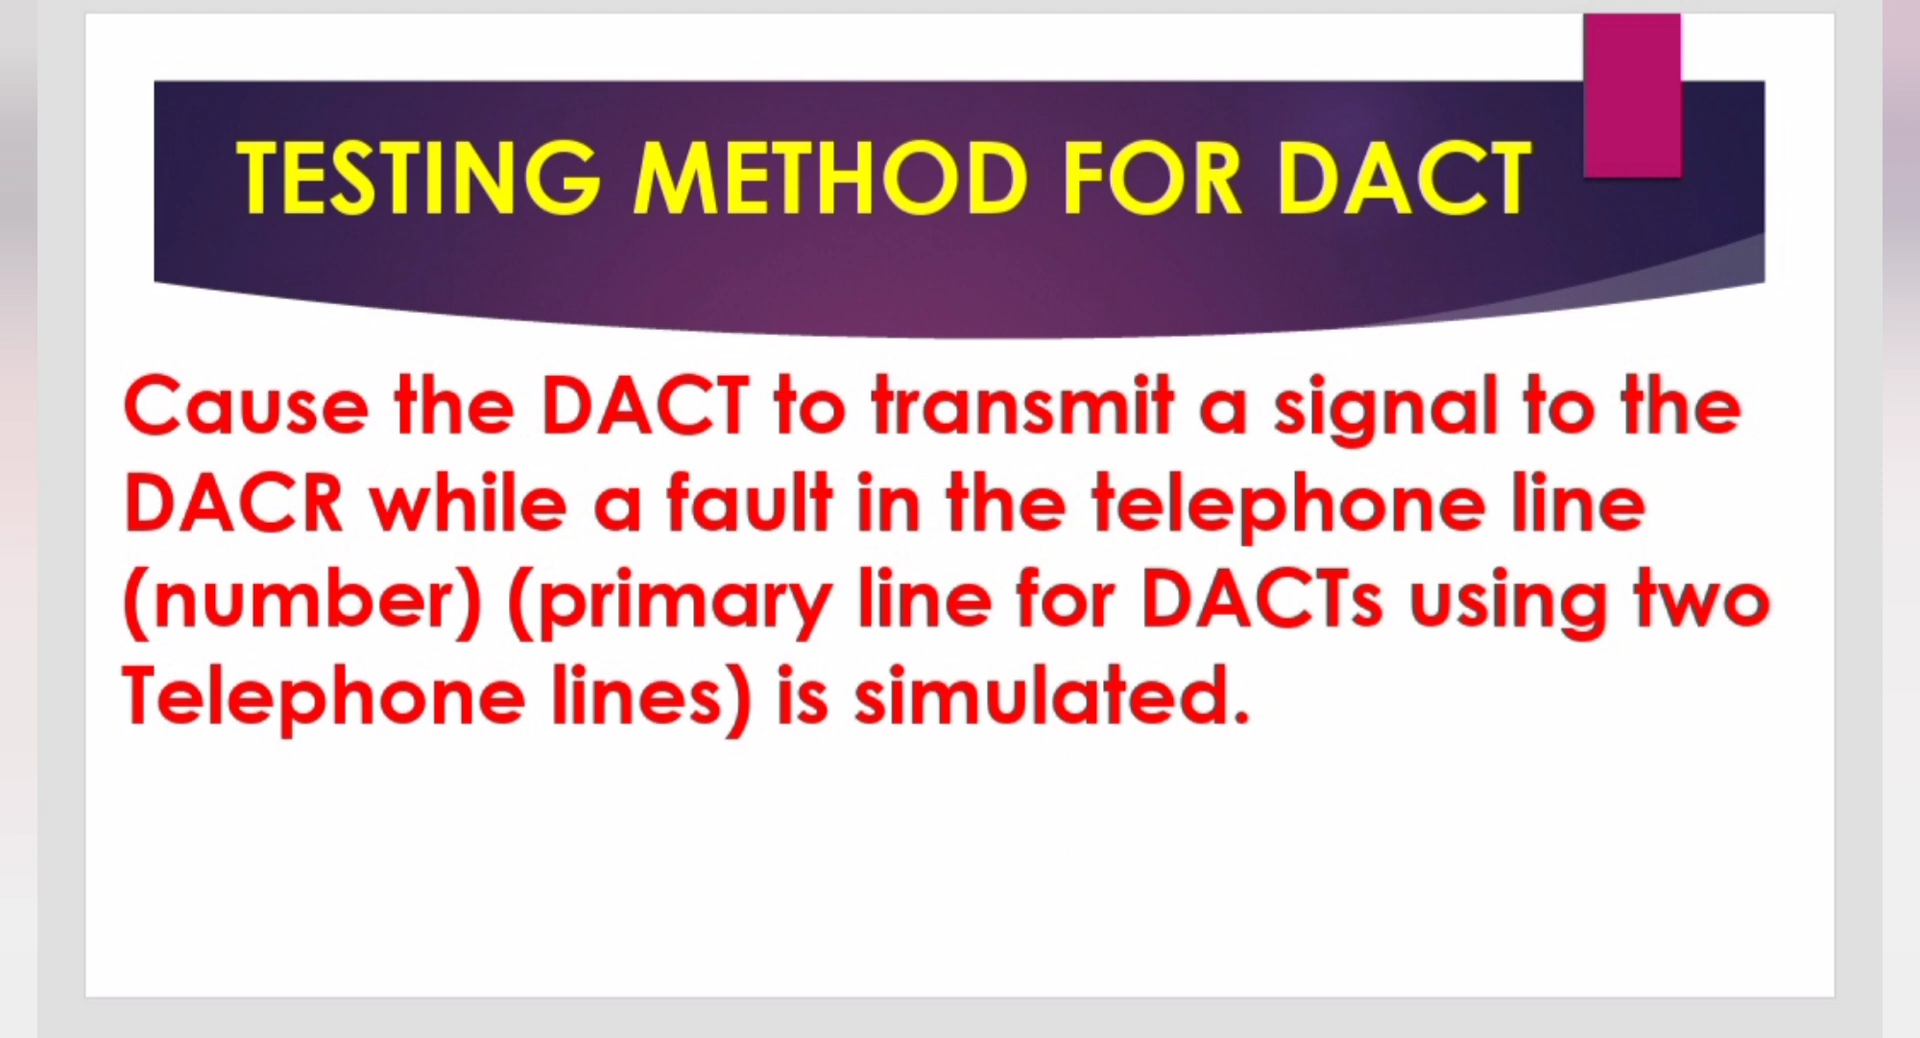 TESTING METHOD FOR DACT
Cause the DACT to transmit a signal to the
DACR while a fault in the telephone line
(number) (primary line for DACTs using two
Telephone lines) is simulated.